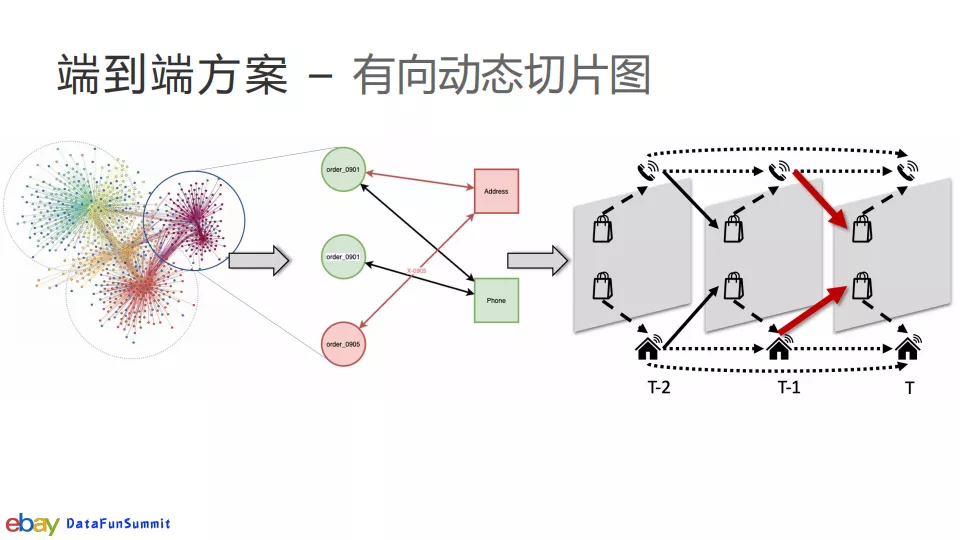 端到端方案 – 有向动态切片图
order_0901
Address
order_0901
X-0905
Phone
order_0905
T-2
T-1
T
ebay DataFunSummit